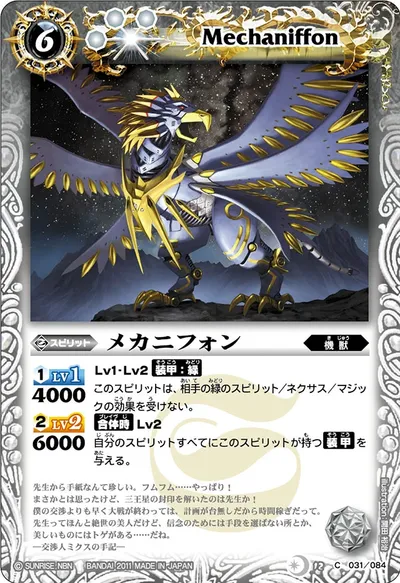 6
Mechaniffon
スピリット
メカニフォン
きじゅう
機獣
1 LV1
4000
Lv1・Lv2 装甲：緑
このスピリットは、相手の緑のスピリット/ネクサス/マジックの効果を受けない。
2 LV2
6000
合体時 Lv2
自分のスピリットすべてにこのスピリットが持つ装甲を
与える。
先生から手紙なんて珍しい。フムフム……やっぱり！
まさかとは思ったけど、三王星の封印を解いたのは先生か！
僕の交渉よりも早く大戦が終わっては、計画が台無しだから時間稼ぎだって。
先生ってほんと絶世の美人だけど、信念のためには手段を選ばない所とか、
美しいものにはトゲがある……だね。
―交渉人ミクスの手記―
© SUNRISE・NBN BANDAI 2011 MADE IN JAPAN
12 C 031/084